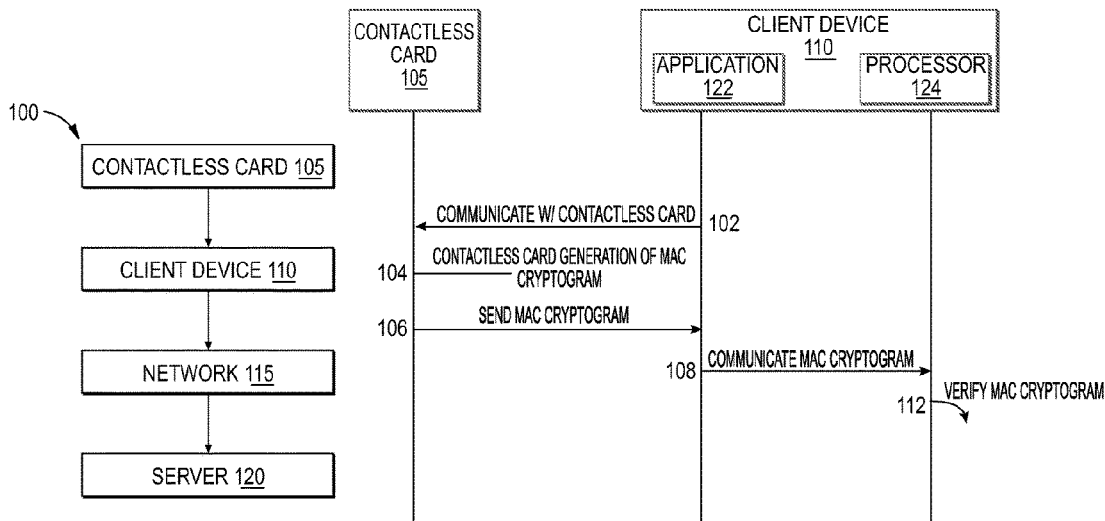 100
CONTACTLESS CARD 105
CLIENT DEVICE 110
NETWORK 115
SERVER 120
CONTACTLESS
CARD
105
CLIENT DEVICE
110
APPLICATION
122
PROCESSOR
124
COMMUNICATE W/ CONTACTLESS CARD
102
104
CONTACTLESS CARD GENERATION OF MAC
CRYPTOGRAM
106
SEND MAC CRYPTOGRAM
108
COMMUNICATE MAC CRYPTOGRAM
112
VERIFY MAC CRYPTOGRAM